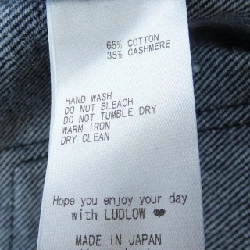 65% COTTON
35% CASHMERE
HAND WASH
DO NOT BLEACH
DO NOT TUMBLE DRY
WARM IRON
DRY CLEAN
Hope you enjoy your day
with LUDLOW ♥
MADE IN JAPAN